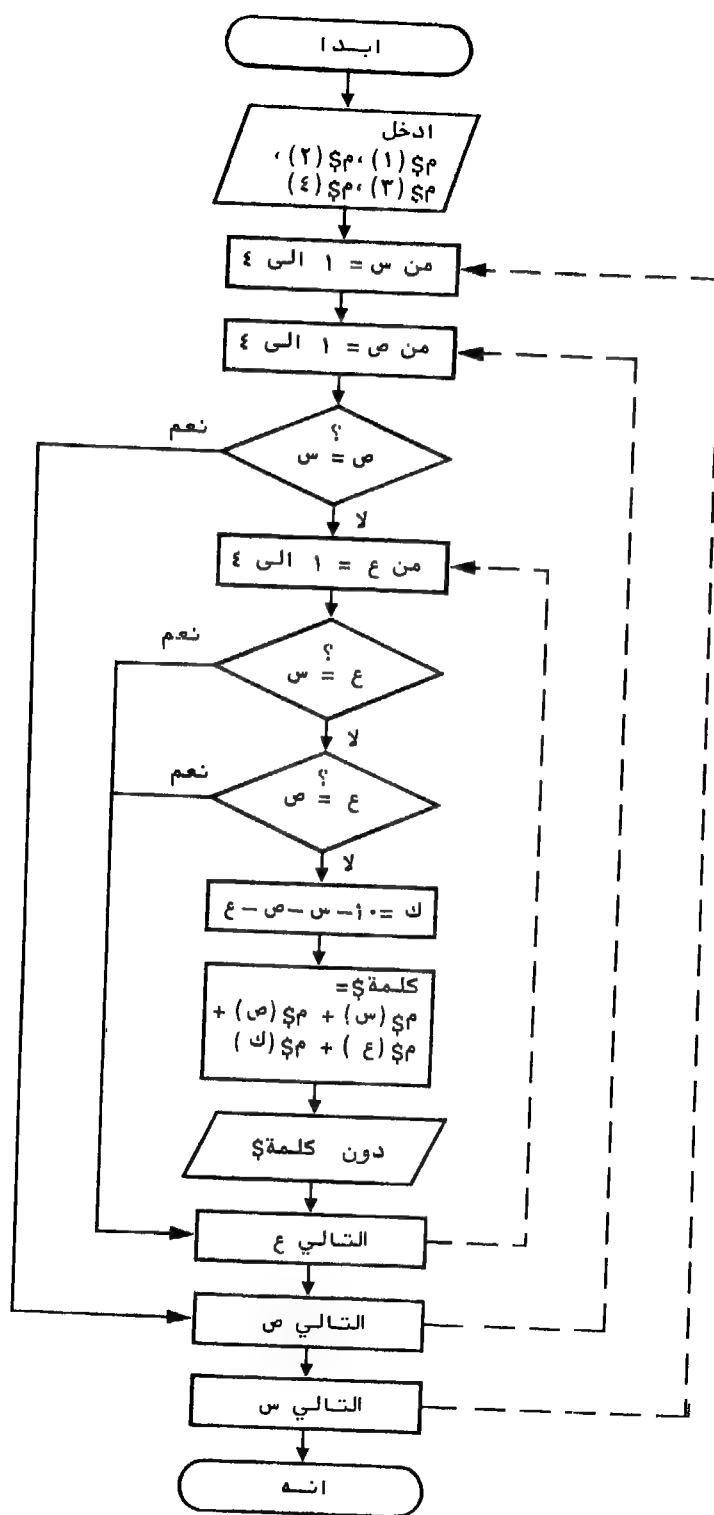 ابدا
ادخل
م$(١)،م$(٢)،
م$(٣)،م$(٤)
من س = ١ الى ٤
من ص = ١ الى ٤
؟
ص = س
نعم
لا
من ع = ١ الى ٤
؟
ع = س
نعم
لا
؟
ع = ص
نعم
لا
ك =١٠-س-ص-ع
كلمة$=
م$(س) + م$(ص) +
م$(ع) + م$(ك)
دون كلمة$
التالي ع
التالي ص
التالي س
انه